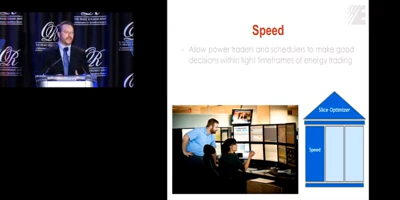 Speed
- Allow power traders and schedulers to make good
decisions within tight timeframes of energy trading
Slice Optimizer
Speed